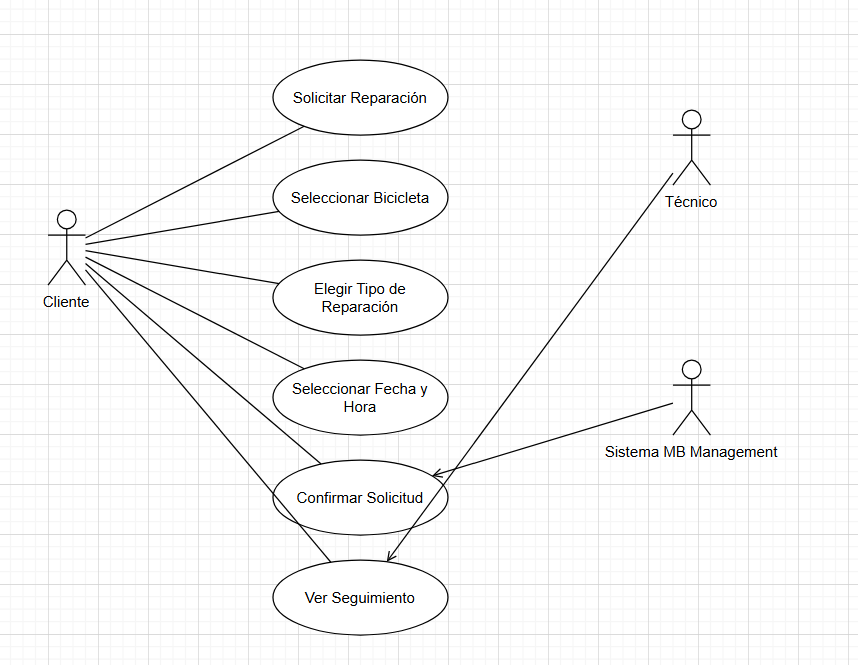 Solicitar Reparación
Seleccionar Bicicleta
Técnico
Cliente
Elegir Tipo de
Reparación
Seleccionar Fecha y
Hora
Sistema MB Management
Confirmar Solicitud
Ver Seguimiento